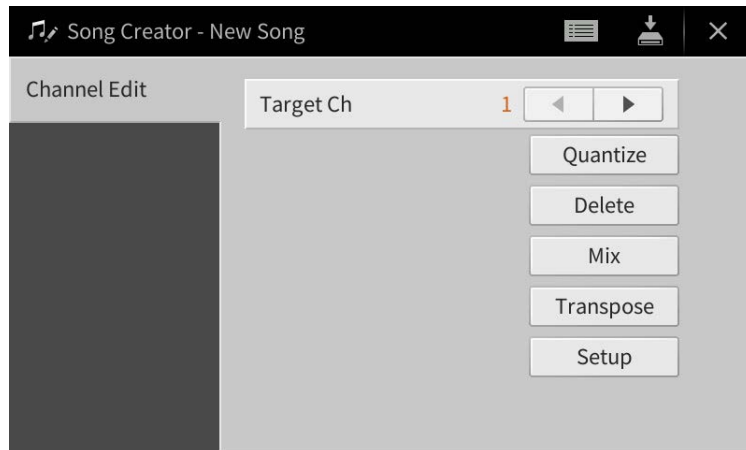 Song Creator - New Song
Channel Edit
Target Ch 1
Quantize
Delete
Mix
Transpose
Setup